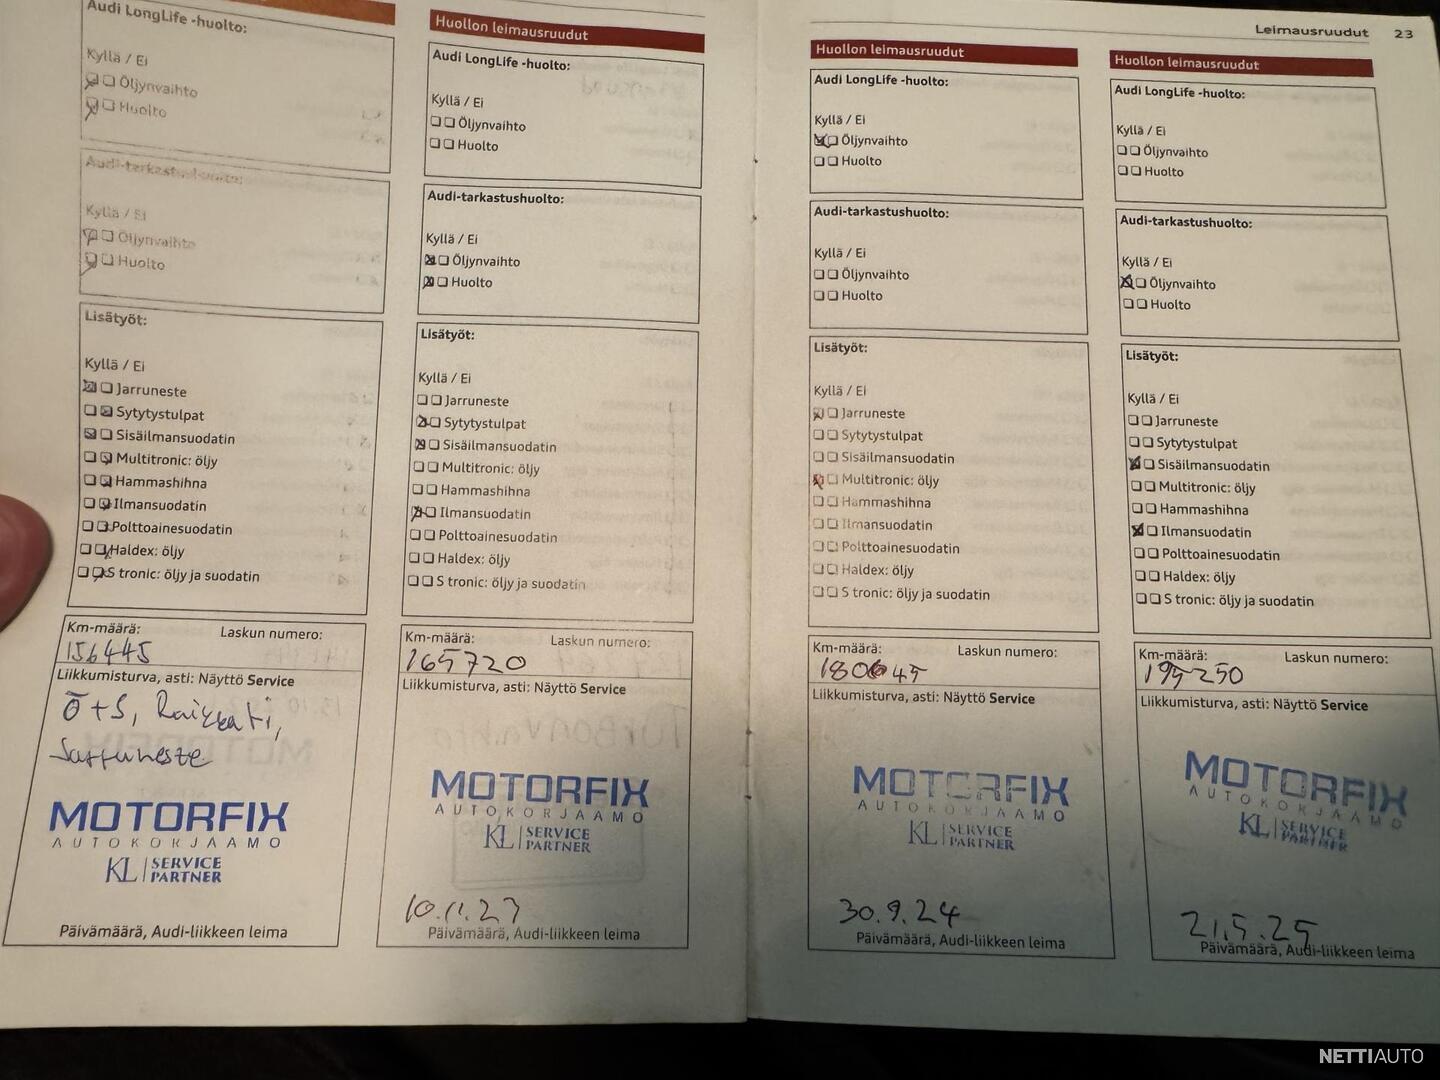 Leimausruudut 23
Audi LongLife -huolto:
Kyllä / Ei
Öljynvaihto
Huolto
Audi-tarkastushuolto:
Kyllä / Ei
Öljynvaihto
Huolto
Lisätyöt:
Kyllä / Ei
Jarruneste
Sytytystulpat
Sisäilmansuodatin
Multitronic: öljy
Hammashihna
Ilmansuodatin
Polttoainesuodatin
Haldex: öljy
S tronic: öljy ja suodatin
Km-määrä: Laskun numero:
156445
Liikkumisturva, asti: Näyttö Service
Ö+S, Raikkati,
Jarruneste
MOTORFIX
AUTOKORJAAMO
KL SERVICE
PARTNER
Päivämäärä, Audi-liikkeen leima
Huollon leimausruudut
Audi LongLife -huolto:
Kyllä / Ei
Öljynvaihto
Huolto
Audi-tarkastushuolto:
Kyllä / Ei
Öljynvaihto
Huolto
Lisätyöt:
Kyllä / Ei
Jarruneste
Sytytystulpat
Sisäilmansuodatin
Multitronic: öljy
Hammashihna
Ilmansuodatin
Polttoainesuodatin
Haldex: öljy
S tronic: öljy ja suodatin
Km-määrä: Laskun numero:
165720
Liikkumisturva, asti: Näyttö Service
MOTORFIX
AUTOKORJAAMO
KL SERVICE
PARTNER
10.11.23
Päivämäärä, Audi-liikkeen leima
Huollon leimausruudut
Audi LongLife -huolto:
Kyllä / Ei
Öljynvaihto
Huolto
Audi-tarkastushuolto:
Kyllä / Ei
Öljynvaihto
Huolto
Lisätyöt:
Kyllä / Ei
Jarruneste
Sytytystulpat
Sisäilmansuodatin
Multitronic: öljy
Hammashihna
Ilmansuodatin
Polttoainesuodatin
Haldex: öljy
S tronic: öljy ja suodatin
Km-määrä: Laskun numero:
180645
Liikkumisturva, asti: Näyttö Service
MOTORFIX
AUTOKORJAAMO
KL SERVICE
PARTNER
30.9.24
Päivämäärä, Audi-liikkeen leima
Huollon leimausruudut
Audi LongLife -huolto:
Kyllä / Ei
Öljynvaihto
Huolto
Audi-tarkastushuolto:
Kyllä / Ei
Öljynvaihto
Huolto
Lisätyöt:
Kyllä / Ei
Jarruneste
Sytytystulpat
Sisäilmansuodatin
Multitronic: öljy
Hammashihna
Ilmansuodatin
Polttoainesuodatin
Haldex: öljy
S tronic: öljy ja suodatin
Km-määrä: Laskun numero:
195250
Liikkumisturva, asti: Näyttö Service
MOTORFIX
AUTOKORJAAMO
KL SERVICE
PARTNER
21.5.25
Päivämäärä, Audi-liikkeen leima
NETTIAUTO